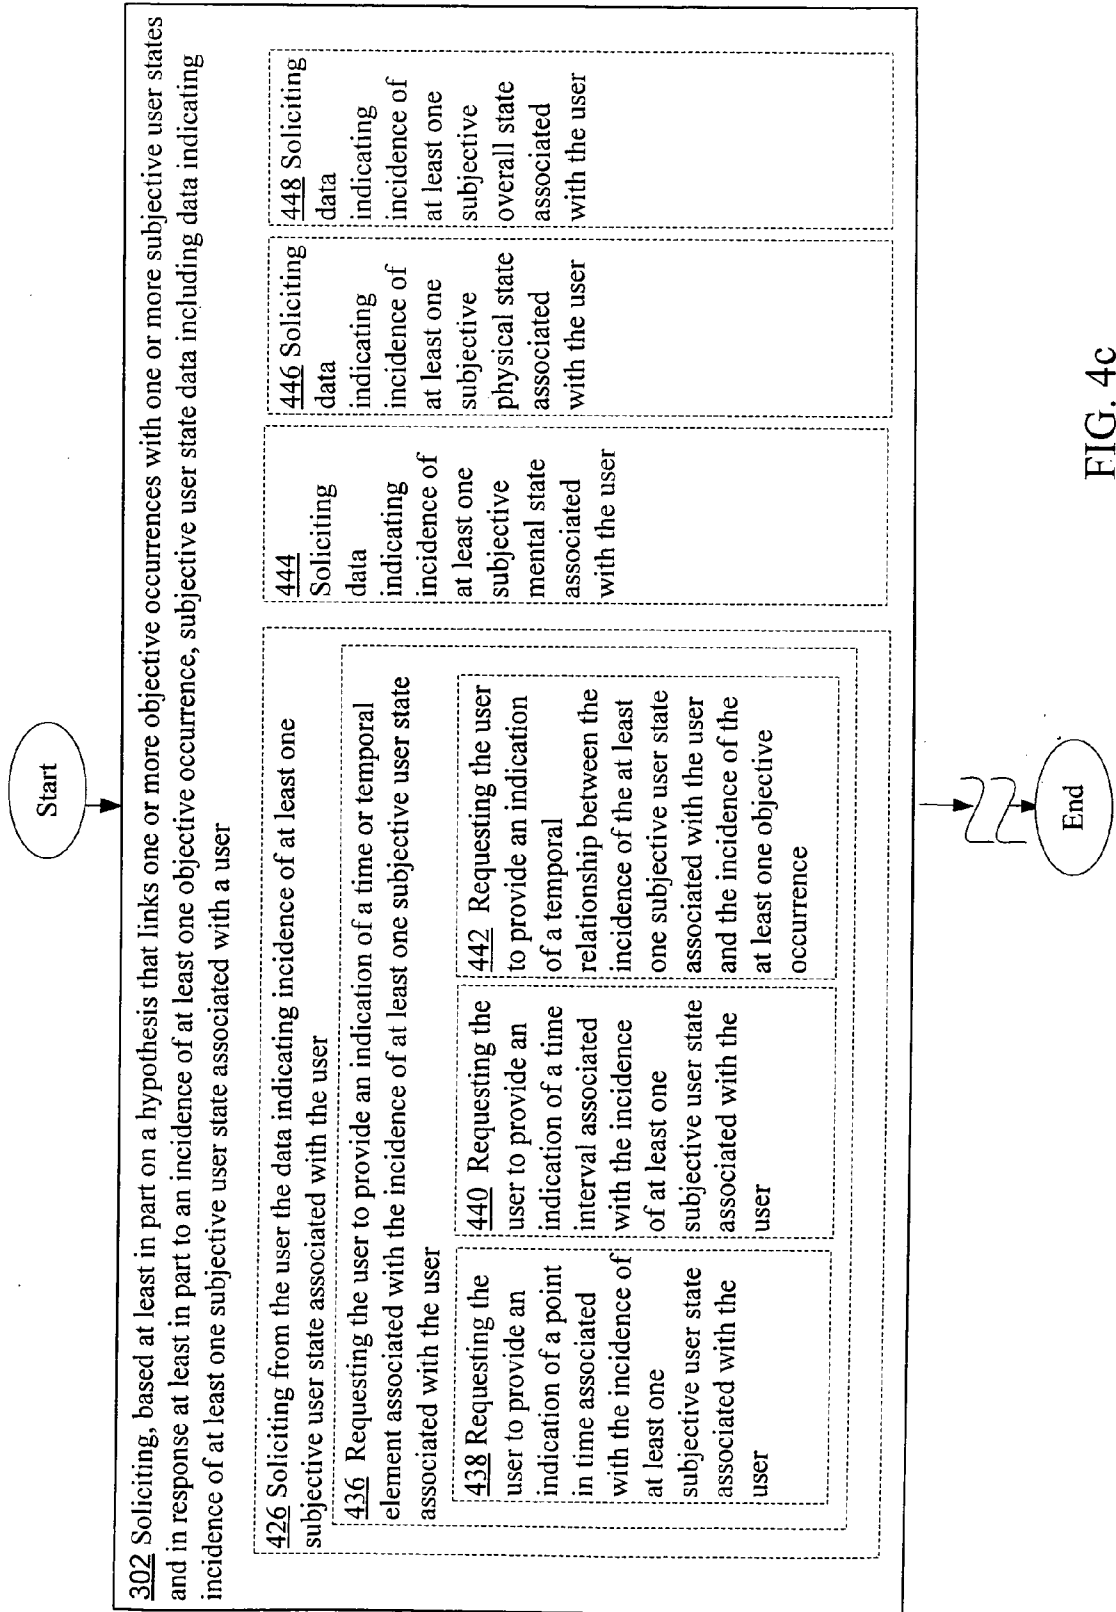 Start
302 Soliciting, based at least in part on a hypothesis that links one or more objective occurrences with one or more subjective user states
and in response at least in part to an incidence of at least one objective occurrence, subjective user state data including data indicating
incidence of at least one subjective user state associated with a user
426 Soliciting from the user the data indicating incidence of at least one
subjective user state associated with the user
436 Requesting the user to provide an indication of a time or temporal
element associated with the incidence of at least one subjective user state
associated with the user
438 Requesting the
user to provide an
indication of a point
in time associated
with the incidence of
at least one
subjective user state
associated with the
user
440 Requesting the
user to provide an
indication of a time
interval associated
with the incidence
of at least one
subjective user state
associated with the
user
442 Requesting the user
to provide an indication
of a temporal
relationship between the
incidence of the at least
one subjective user state
associated with the user
and the incidence of the
at least one objective
occurrence
444
Soliciting
data
indicating
incidence of
at least one
subjective
mental state
associated
with the user
446 Soliciting
data
indicating
incidence of
at least one
subjective
physical state
associated
with the user
448 Soliciting
data
indicating
incidence of
at least one
subjective
overall state
associated
with the user
End
FIG. 4c